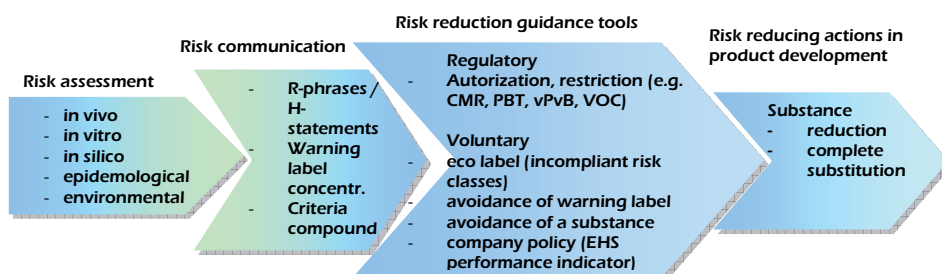 Risk assessment
- in vivo
- in vitro
- in silico
- epidemological
- environmental
Risk communication
- R-phrases /
H-
statements
- Warning
label
concentr.
- Criteria
compound
Risk reduction guidance tools
Regulatory
- Autorization, restriction (e.g.
CMR, PBT, vPvB, VOC)
Voluntary
- eco label (incompliant risk
classes)
- avoidance of warning label
- avoidance of a substance
- company policy (EHS
performance indicator)
Risk reducing actions in
product development
Substance
- reduction
- complete
substitution